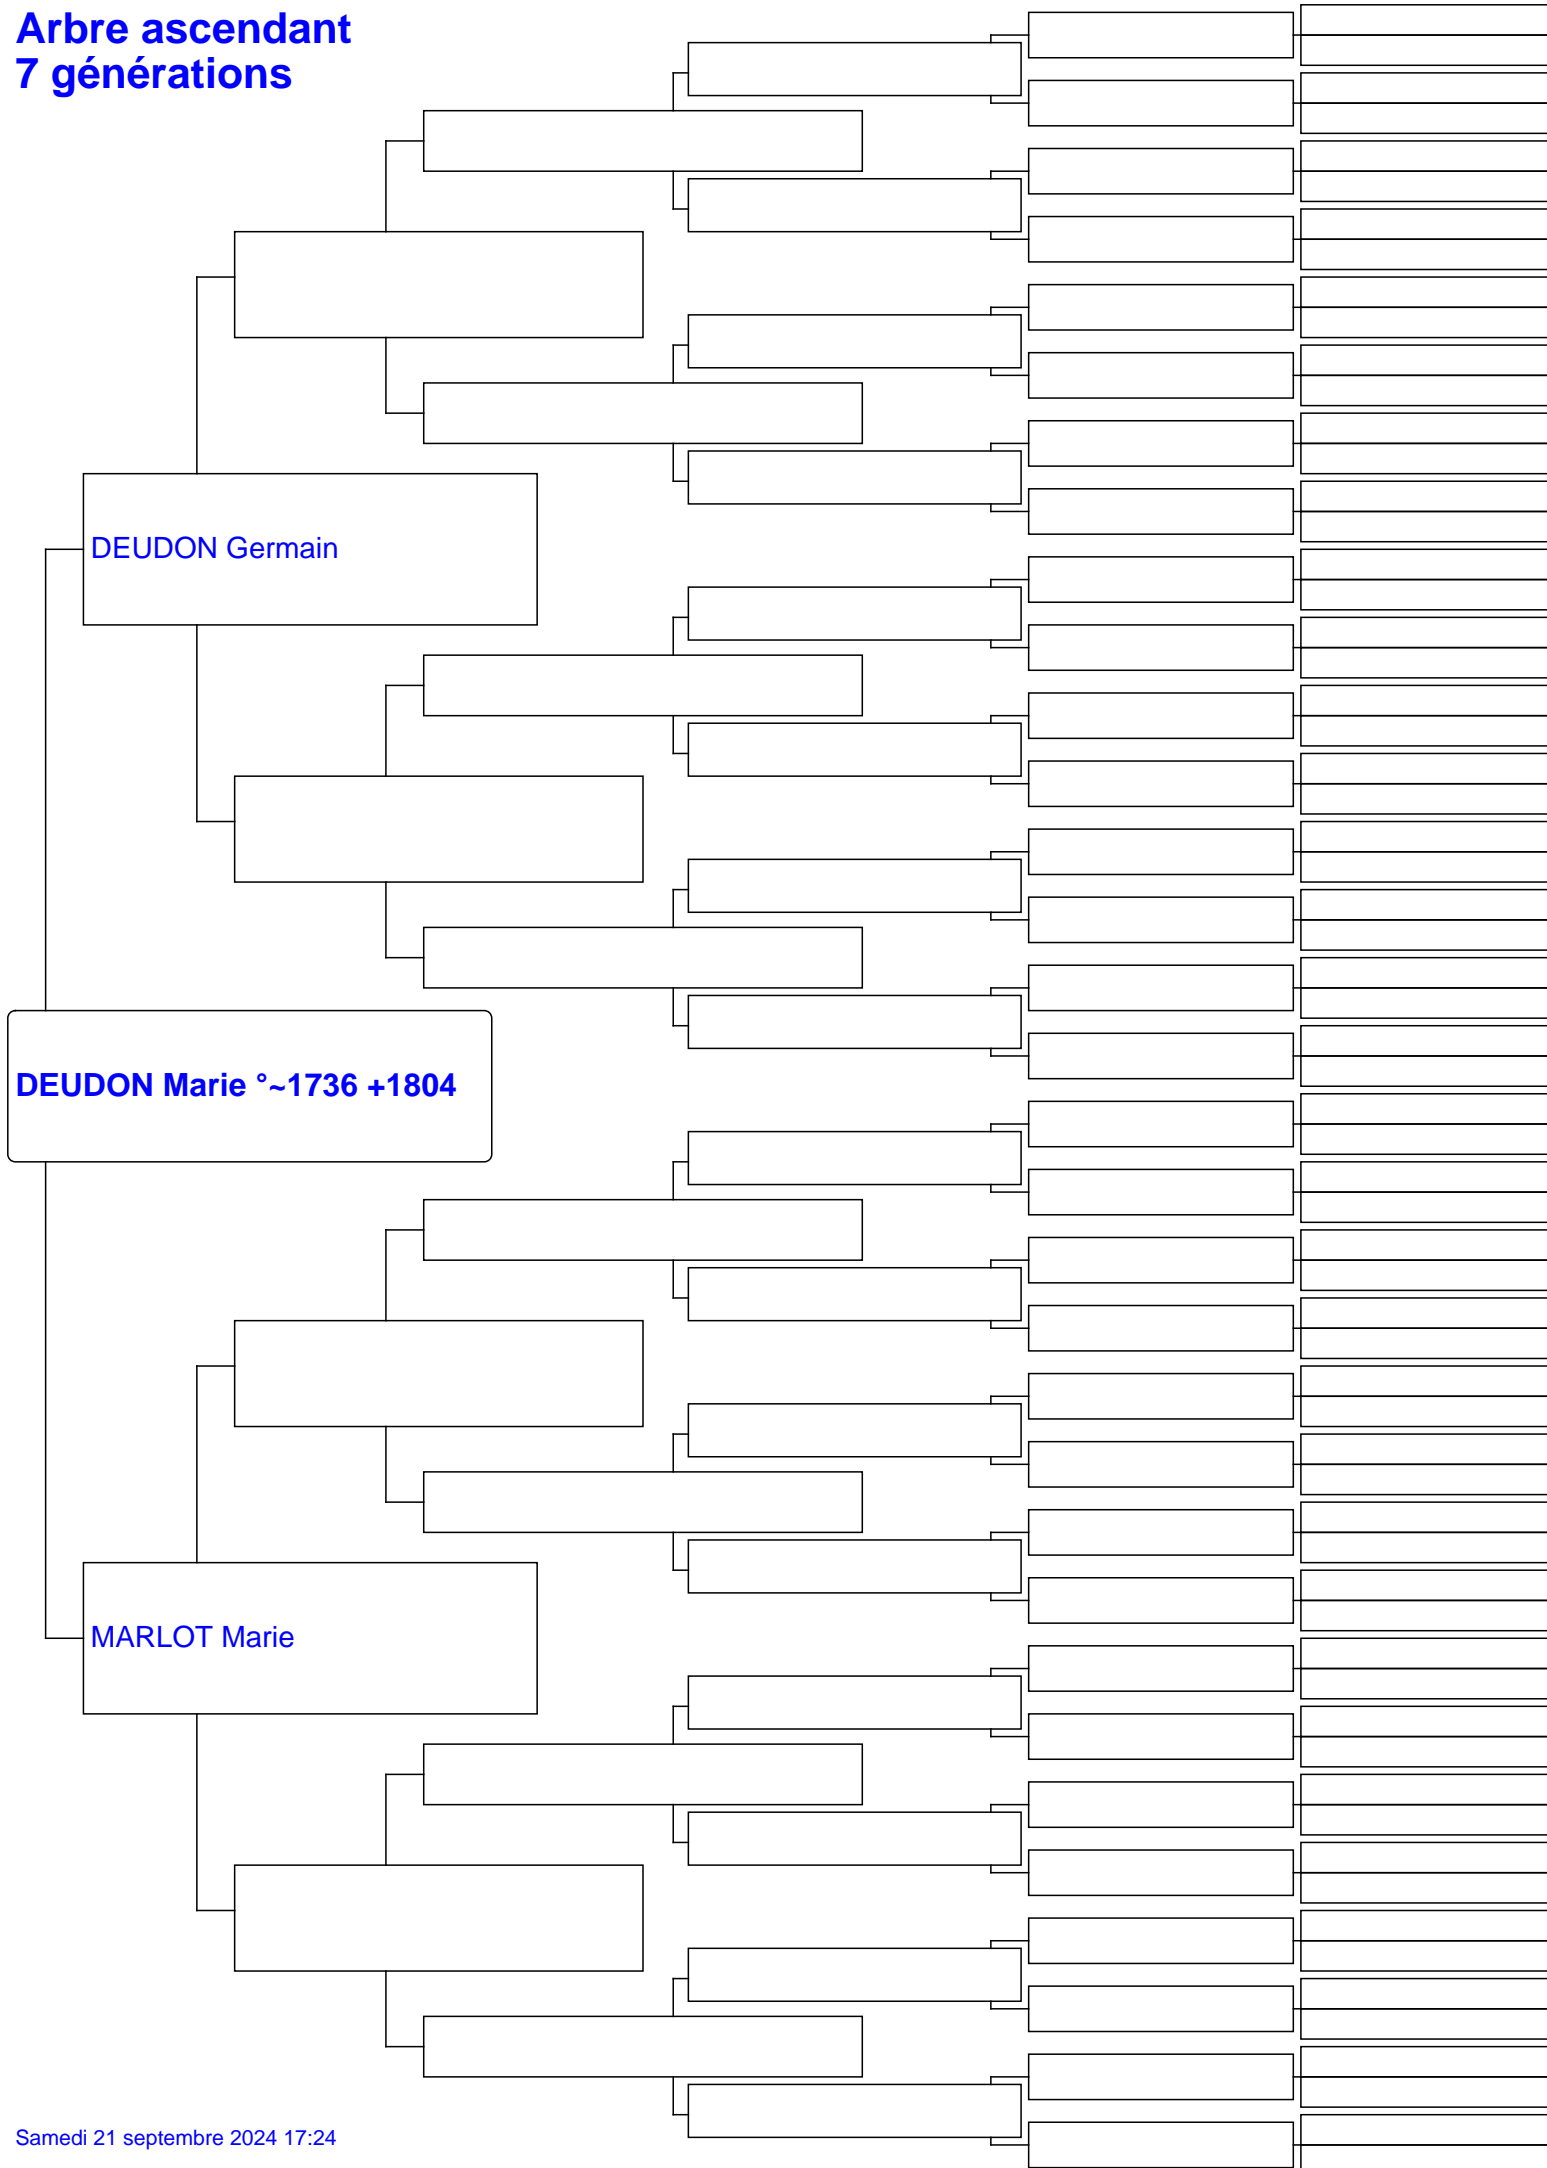 Arbre ascendant
7 générations
DEUDON Germain
DEUDON Marie °~1736 +1804
MARLOT Marie
Samedi 21 septembre 2024 17:24